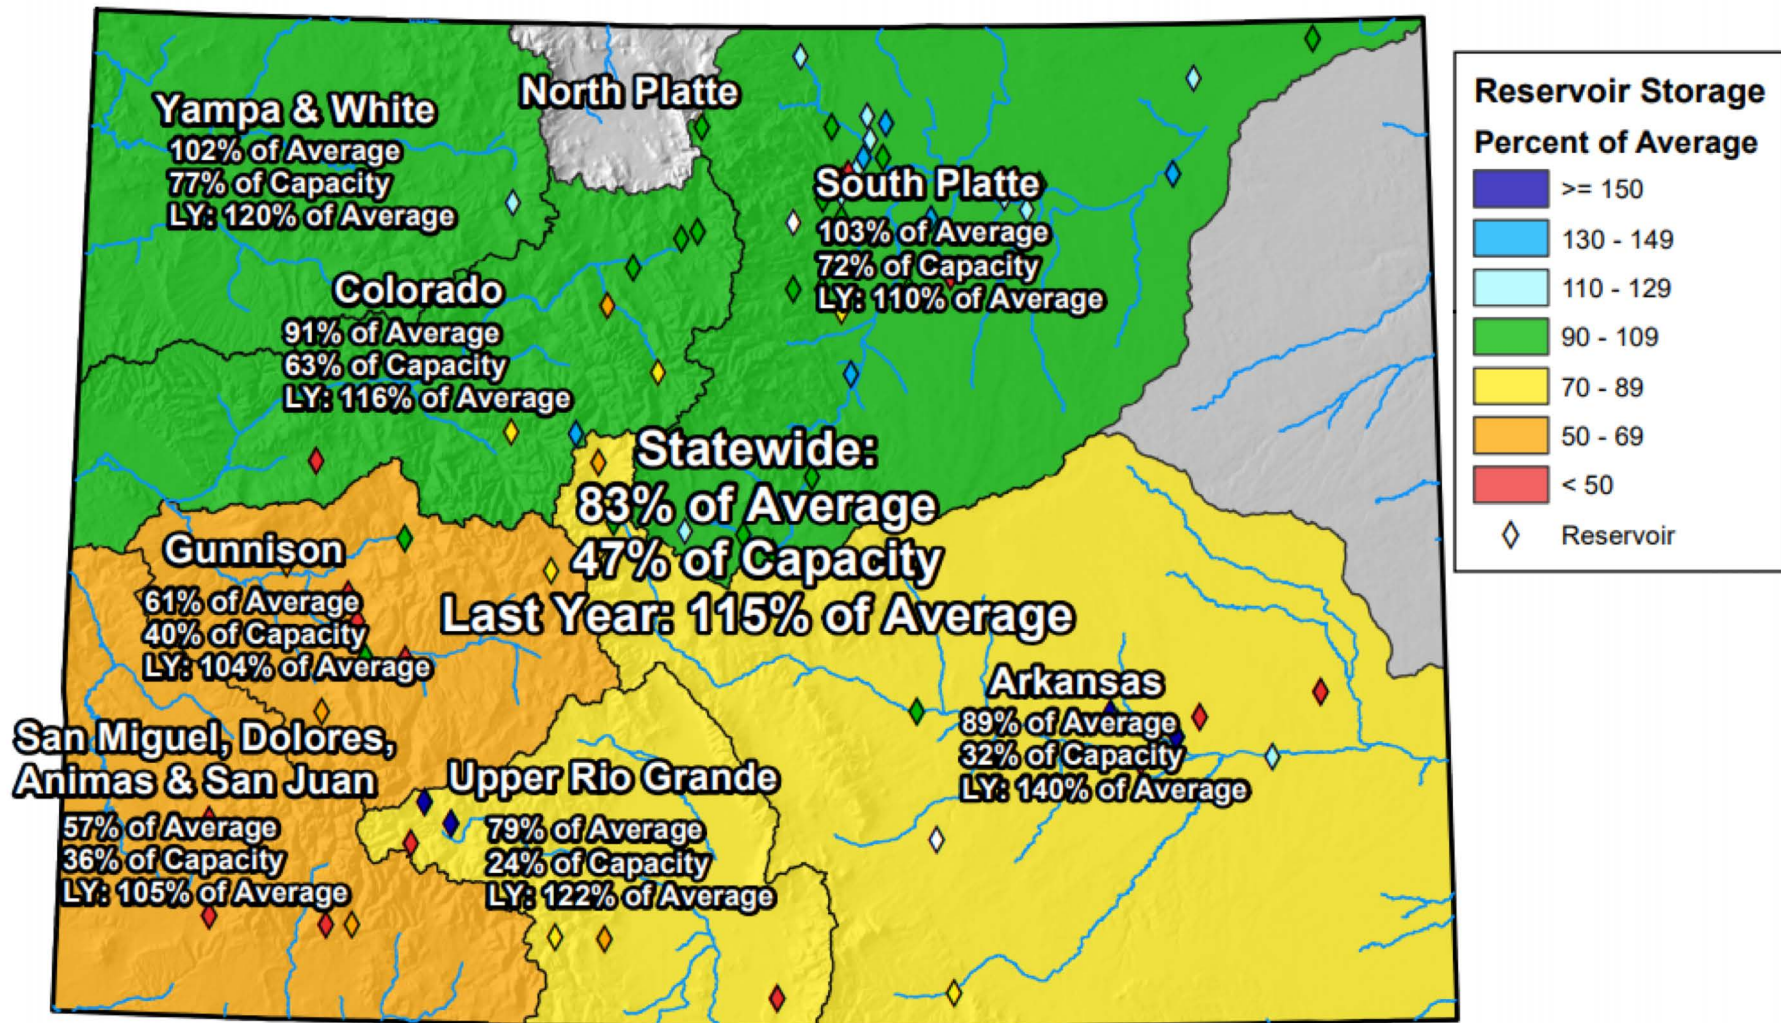 Yampa & White
102% of Average
77% of Capacity
LY: 120% of Average
North Platte
South Platte
103% of Average
72% of Capacity
LY: 110% of Average
Colorado
91% of Average
63% of Capacity
LY: 116% of Average
Statewide:
83% of Average
47% of Capacity
Last Year: 115% of Average
Gunnison
61% of Average
40% of Capacity
LY: 104% of Average
San Miguel, Dolores,
Animas & San Juan
57% of Average
36% of Capacity
LY: 105% of Average
Upper Rio Grande
79% of Average
24% of Capacity
LY: 122% of Average
Arkansas
89% of Average
32% of Capacity
LY: 140% of Average
Reservoir Storage
Percent of Average
>= 150
130 - 149
110 - 129
90 - 109
70 - 89
50 - 69
< 50
Reservoir